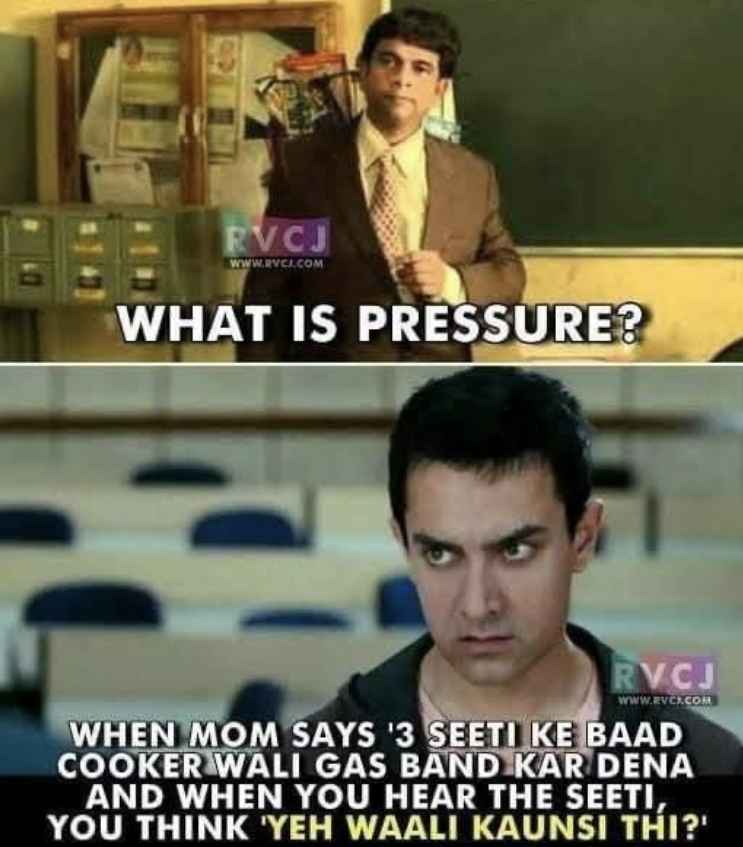 RVCJ
WWW.RVCJ.COM
WHAT IS PRESSURE?
RVCJ
WWW.RVCJ.COM
WHEN MOM SAYS '3 SEETI KE BAAD
COOKER WALI GAS BAND KAR DENA
AND WHEN YOU HEAR THE SEETI,
YOU THINK 'YEH WAALI KAUNSI THI?'